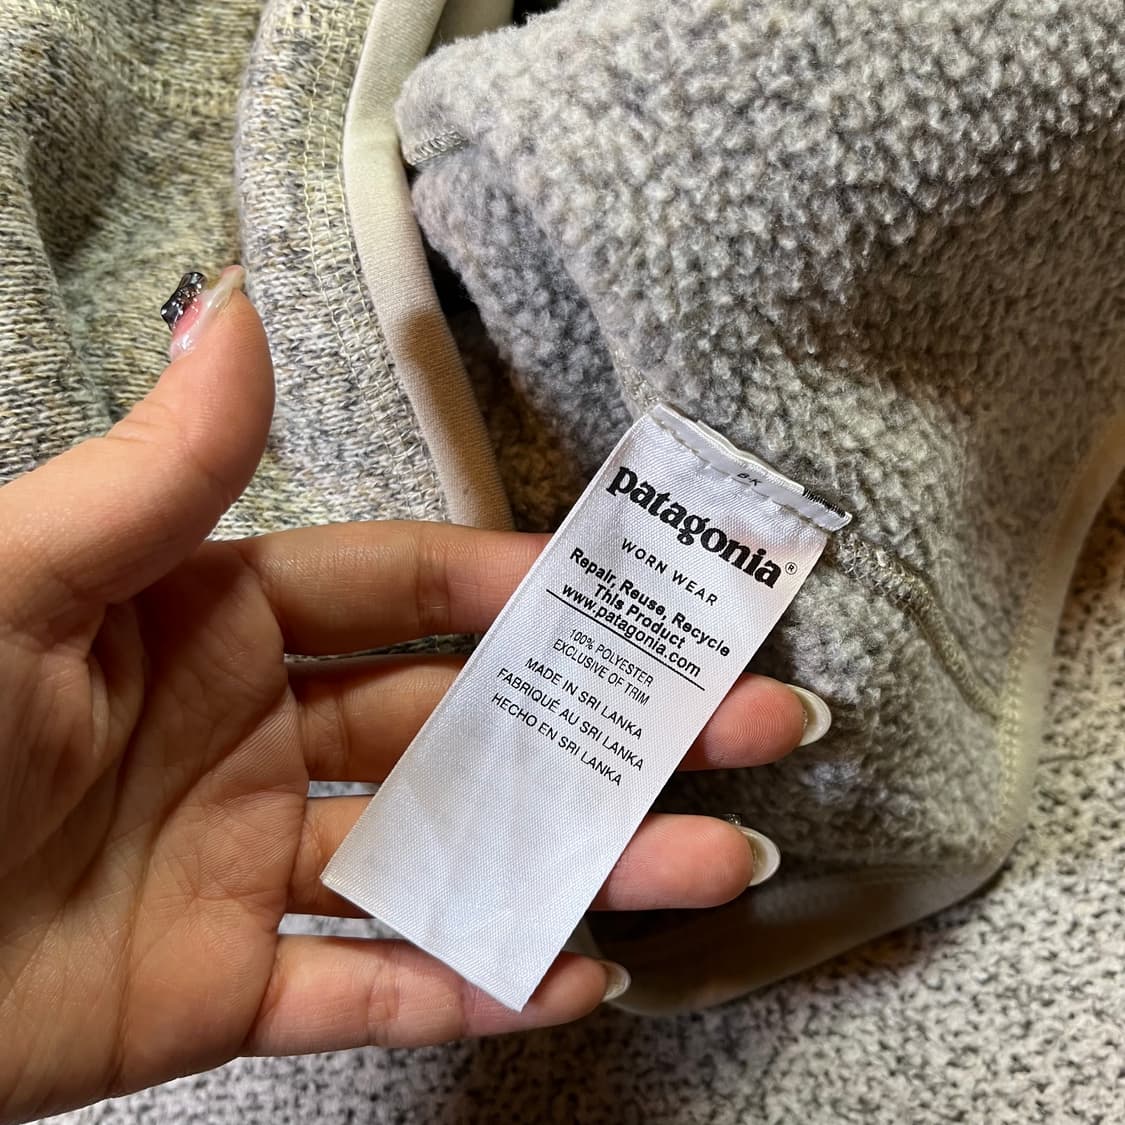 patagonia®
WORN WEAR
Repair, Reuse, Recycle
This Product
www.patagonia.com
100% POLYESTER
EXCLUSIVE OF TRIM
MADE IN SRI LANKA
FABRIQUÉ AU SRI LANKA
HECHO EN SRI LANKA